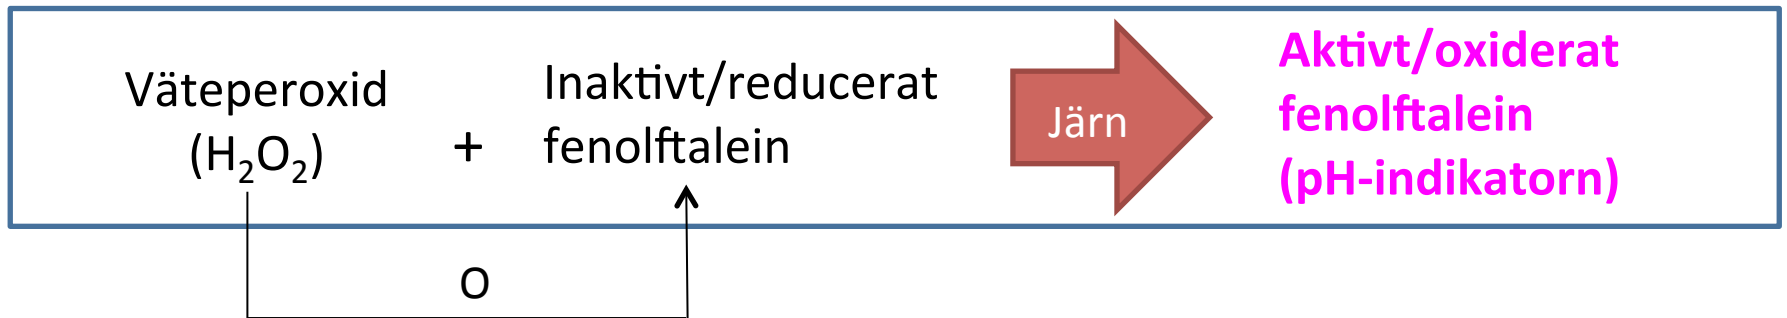 Väteperoxid
(H₂O₂)
+
Inaktivt/reducerat
fenolftalein
Järn
Aktivt/oxiderat
fenolftalein
(pH-indikatorn)
O